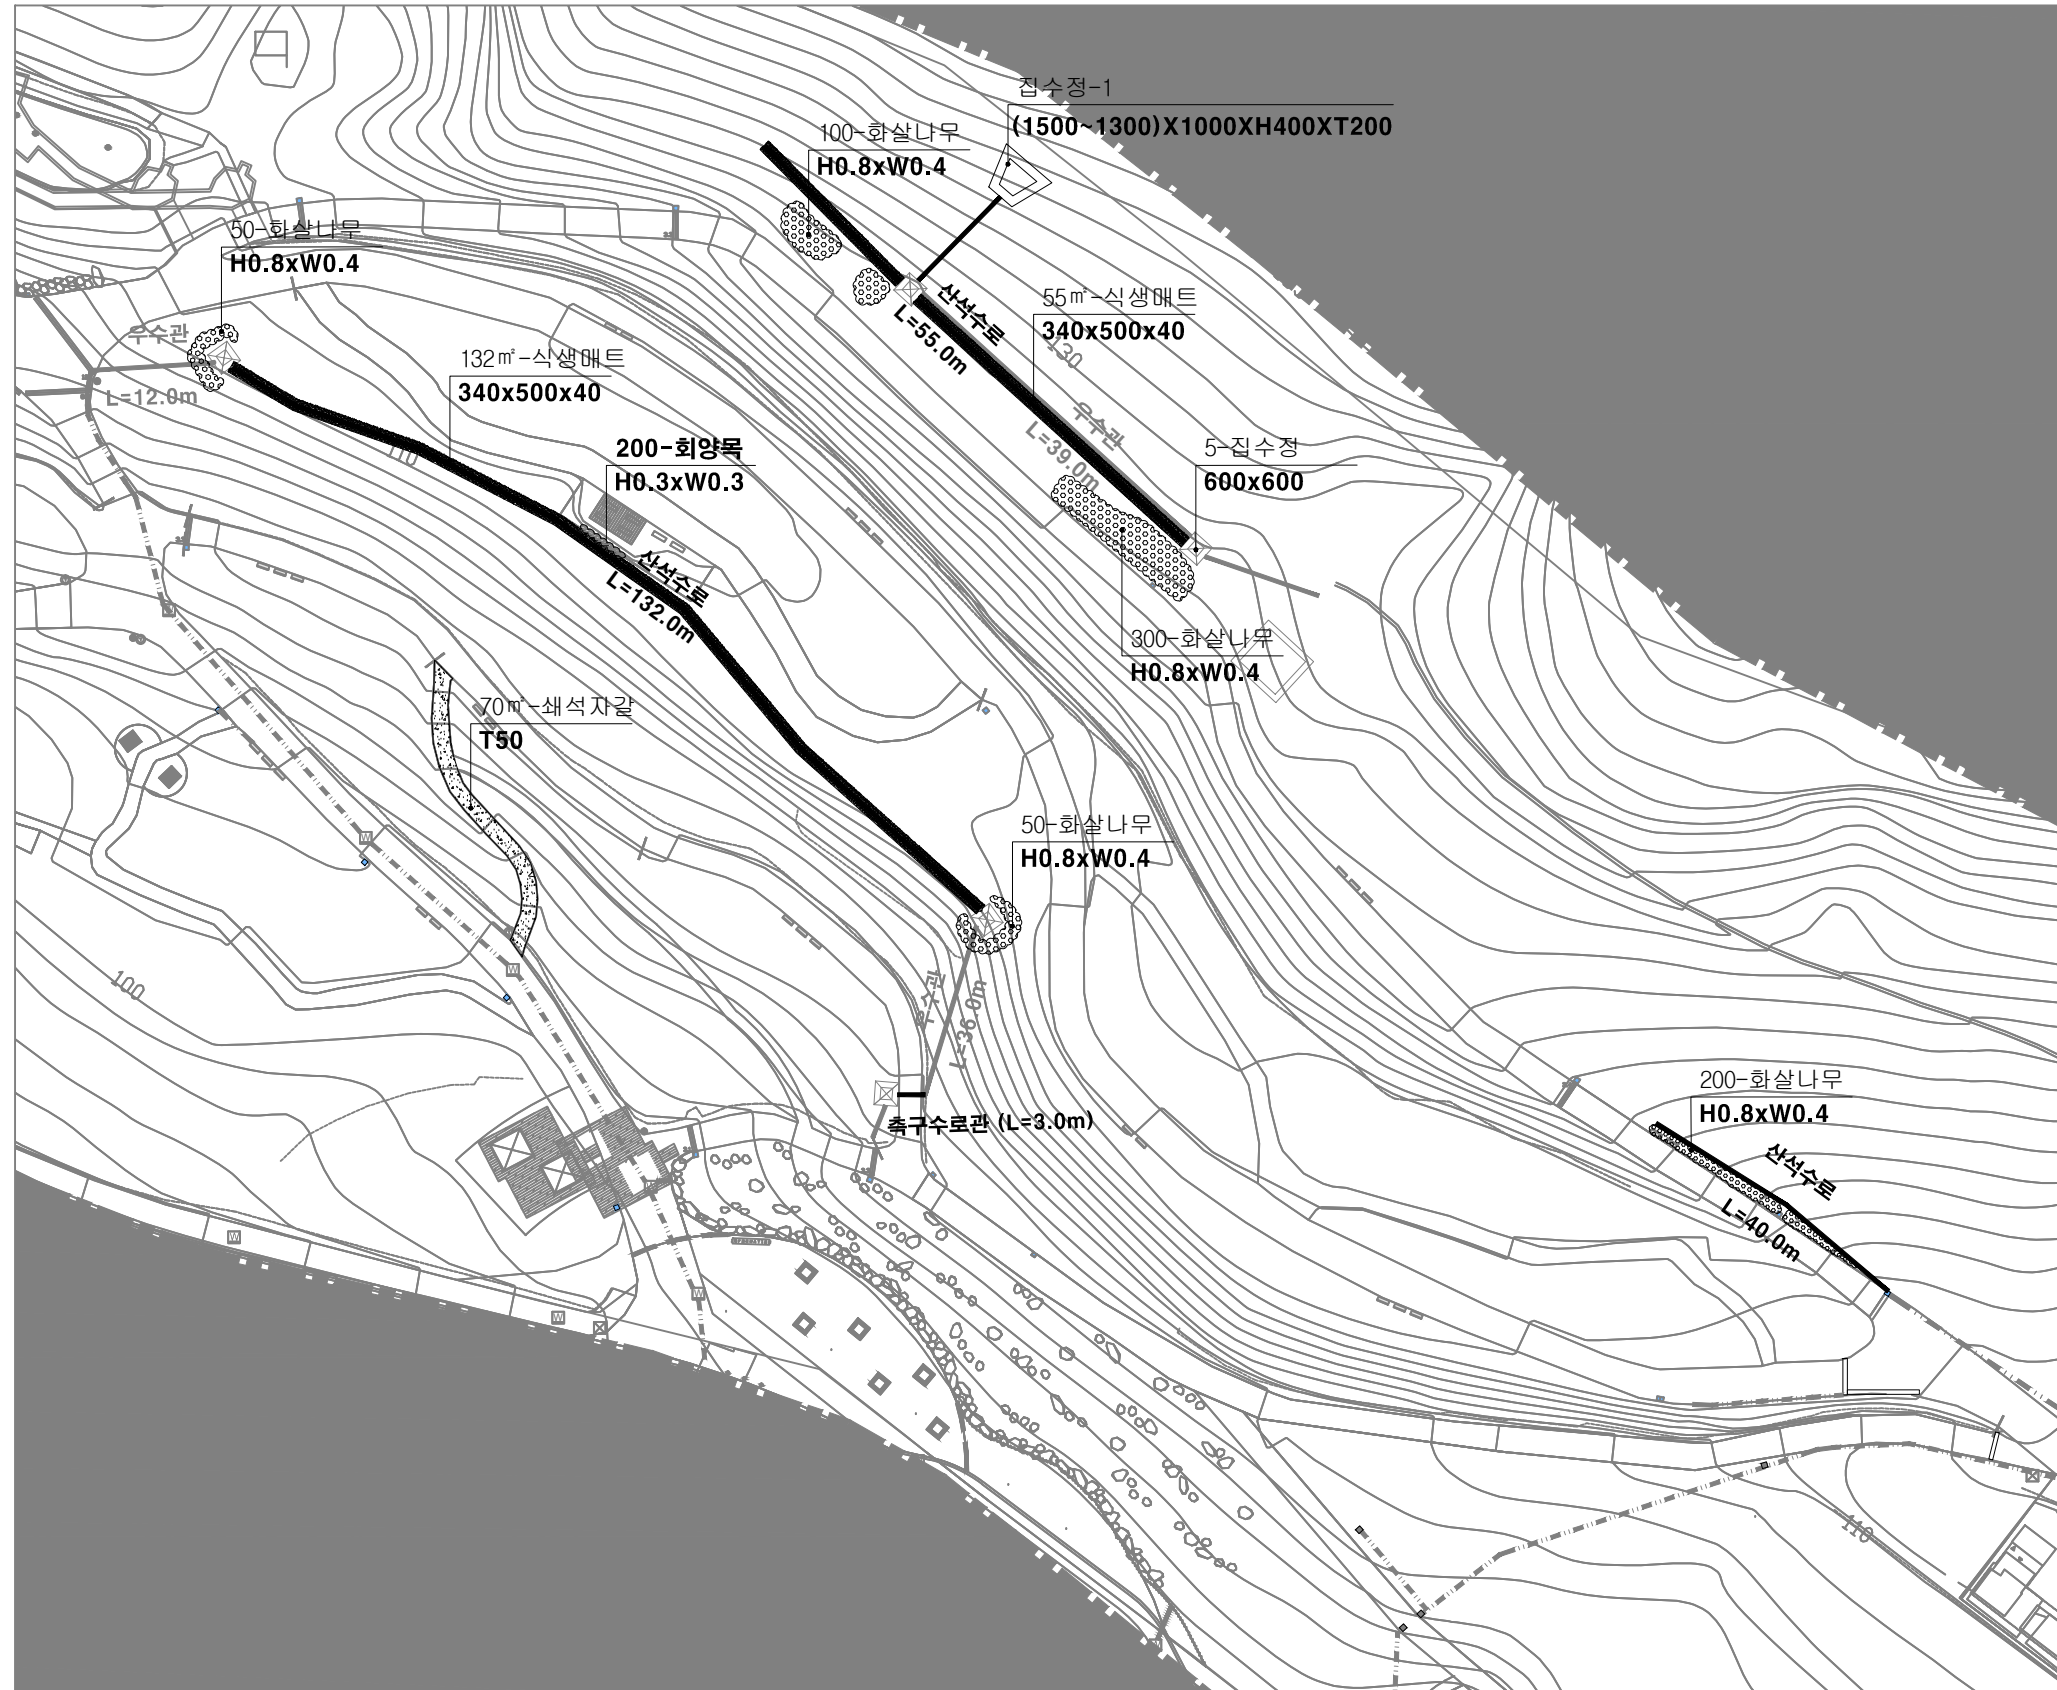 집수정-1
(1500~1300)X1000XH400XT200
100-화살나무
H0.8xW0.4
50-화살나무
H0.8xW0.4
산석수로
L=55.0m
55㎡-식생매트
340x500x40
130
우수관
L=12.0m
132㎡-식생매트
340x500x40
110
우수관
L=39.0m
200-회양목
H0.3xW0.3
5-집수정
600x600
산석수로
L=132.0m
300-화살나무
H0.8xW0.4
70㎡-쇄석자갈
T50
50-화살나무
H0.8xW0.4
100
우수관
L=36.0m
측구수로관 (L=3.0m)
200-화살나무
H0.8xW0.4
산석수로
L=40.0m
110